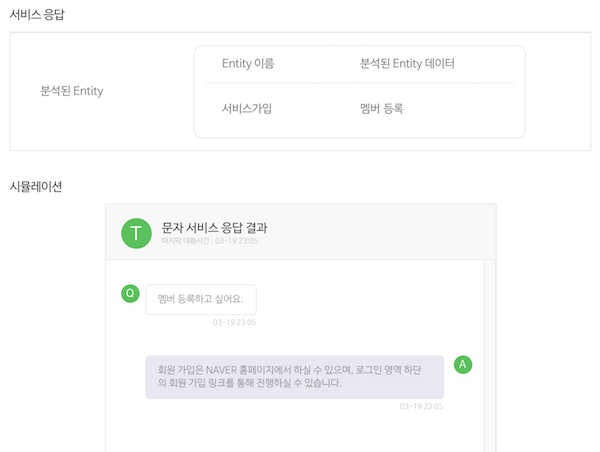 서비스 응답
Entity 이름 분석된 Entity 데이터
분석된 Entity
서비스가입 멤버 등록
시뮬레이션
T 문자 서비스 응답 결과
마지막 대화시간 : 03-19 23:05
Q 멤버 등록하고 싶어요.
03-19 23:05
회원 가입은 NAVER 홈페이지에서 하실 수 있으며, 로그인 영역 하단 A
의 회원 가입 링크를 통해 진행하실 수 있습니다.
03-19 23:05